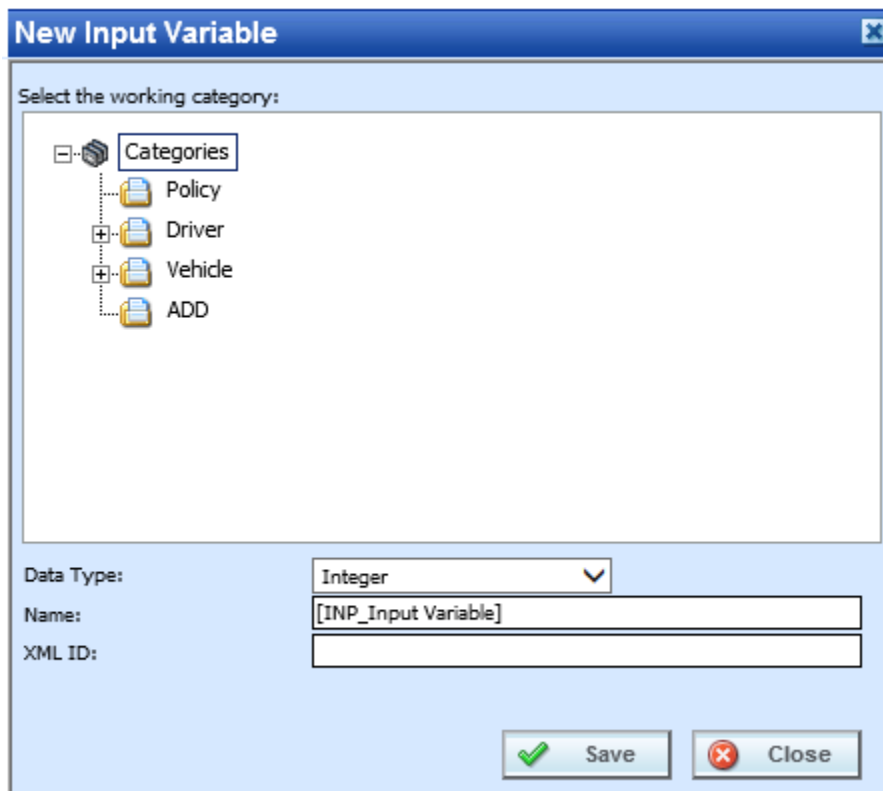 New Input Variable
Select the working category:
Categories
Policy
Driver
Vehicle
ADD
Data Type: Integer
Name: [INP_Input Variable]
XML ID:
Save Close